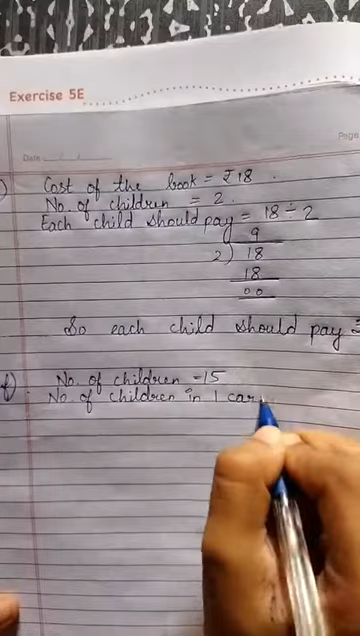 Exercise 5E
Page
Date
Cost of the book = ₹18.
No. of children = 2.
Each child should pay = 18 ÷ 2
9
2) 18
18
00
So each child should pay =
f). No. of children - 15
No. of children in 1 car